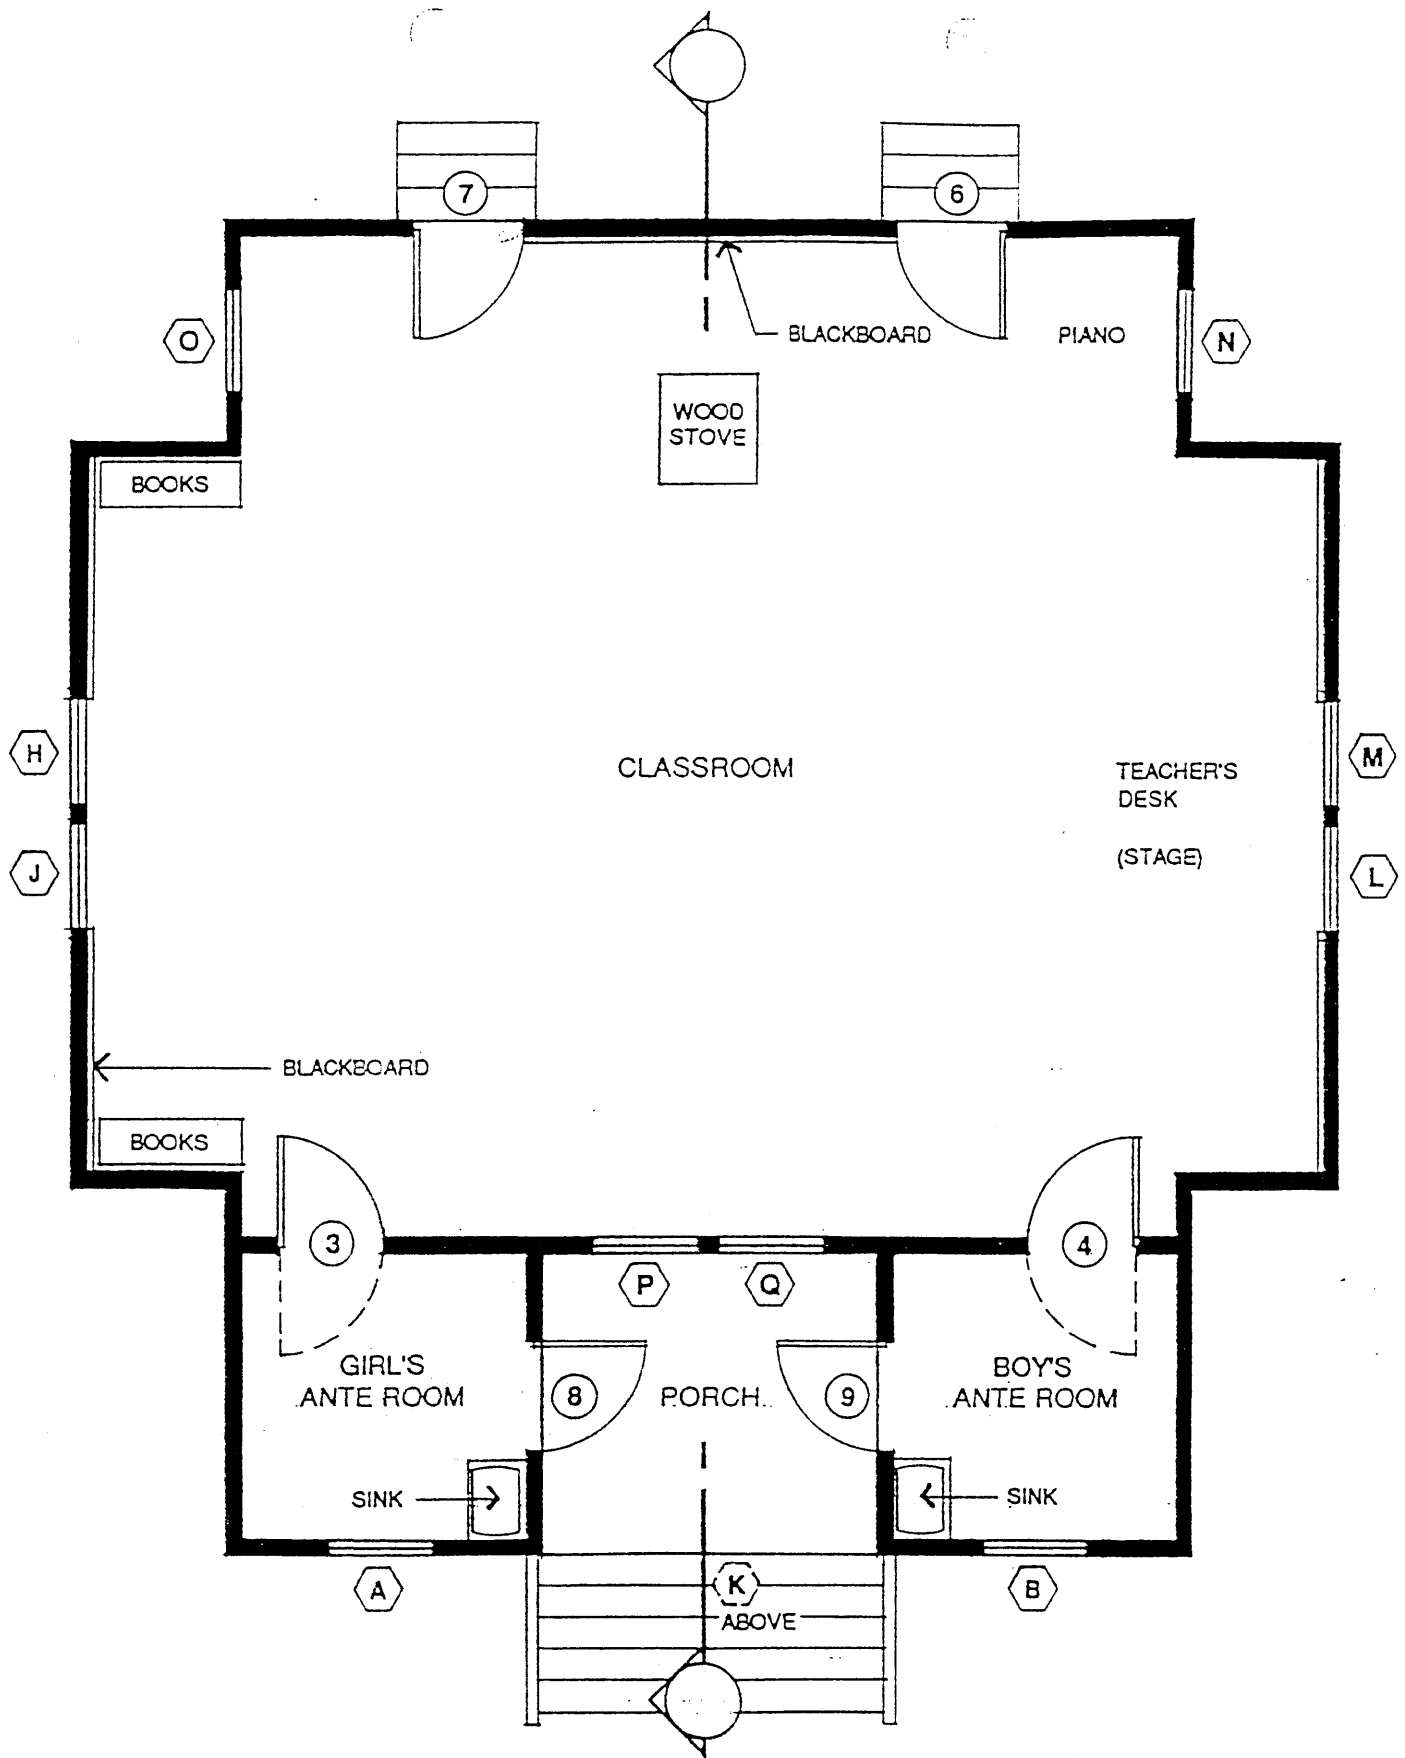 7
6
O
BLACKBOARD
PIANO
N
WOOD
STOVE
BOOKS
H
CLASSROOM
TEACHER'S
DESK
M
J
(STAGE)
L
BLACKBOARD
BOOKS
3
4
P
Q
GIRL'S
ANTE ROOM
8
PORCH
9
BOY'S
ANTE ROOM
SINK
SINK
A
K
B
ABOVE